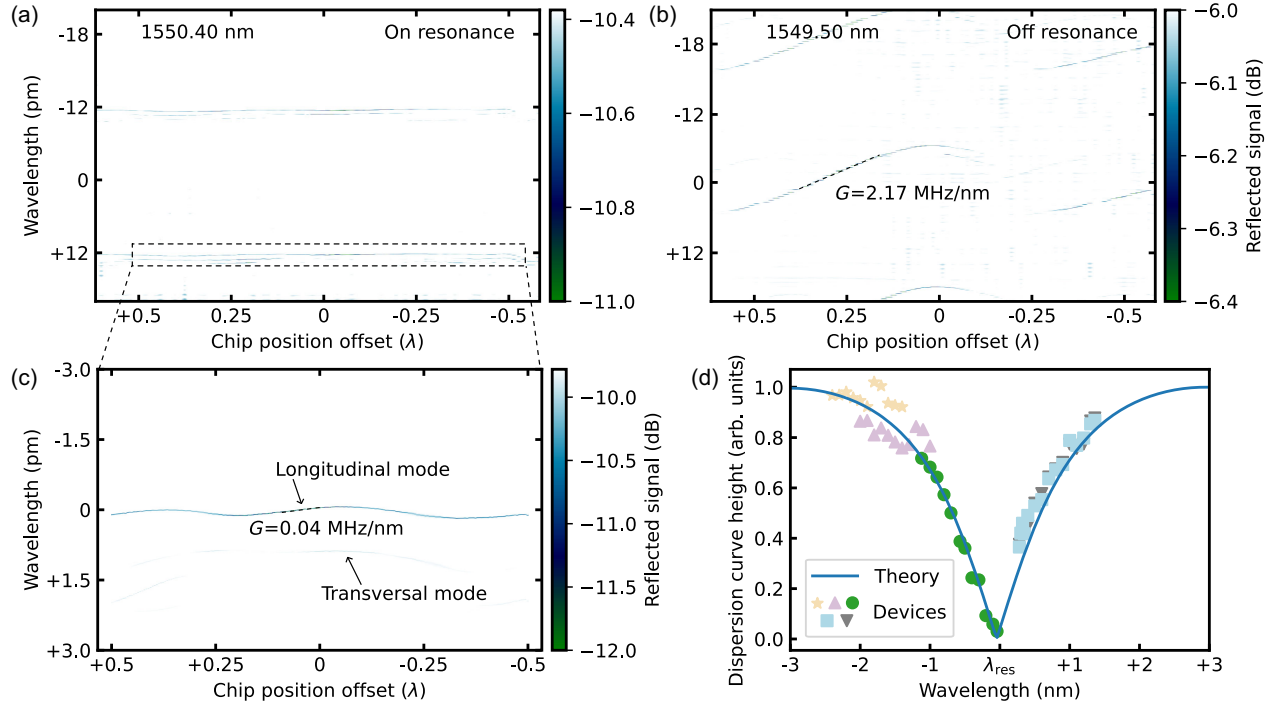 (a)
1550.40 nm
On resonance
-18
-12
0
+12
Wavelength (pm)
+0.5
0.25
0
-0.25
-0.5
Chip position offset (λ)
−10.4
−10.6
−10.8
−11.0
(b)
1549.50 nm
Off resonance
-18
-12
0
+12
G=2.17 MHz/nm
+0.5
0.25
0
-0.25
-0.5
Chip position offset (λ)
−6.0
−6.1
−6.2
−6.3
−6.4
Reflected signal (dB)
(c)
-3.0
-1.5
0
+1.5
+3.0
Wavelength (pm)
Longitudinal mode
G=0.04 MHz/nm
Transversal mode
+0.5
+0.25
0
-0.25
-0.5
Chip position offset (λ)
−10.0
−10.5
−11.0
−11.5
−12.0
Reflected signal (dB)
(d)
1.0
0.8
0.6
0.4
0.2
0.0
Dispersion curve height (arb. units)
Theory
Devices
-3
-2
-1
λres
+1
+2
+3
Wavelength (nm)